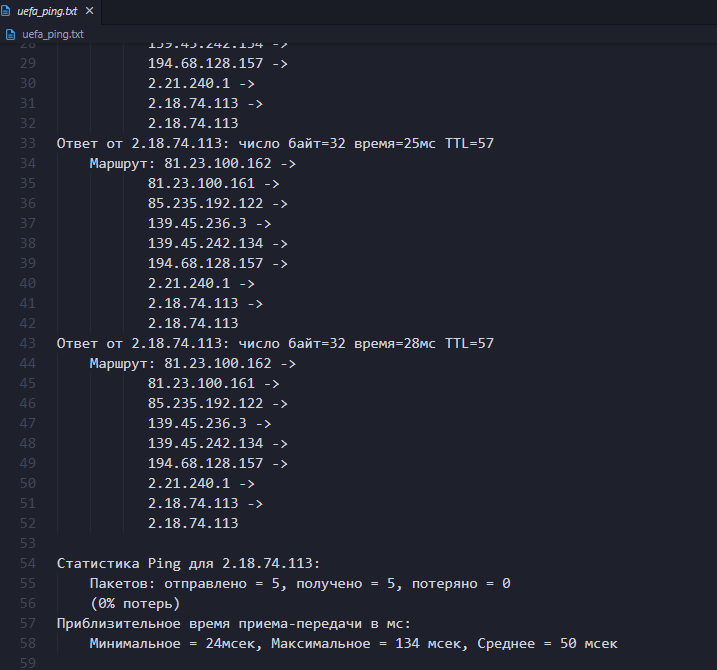 uefa_ping.txt ×
uefa_ping.txt
28 139.45.242.134 ->
29 194.68.128.157 ->
30 2.21.240.1 ->
31 2.18.74.113 ->
32 2.18.74.113
33 Ответ от 2.18.74.113: число байт=32 время=25мс TTL=57
34 Маршрут: 81.23.100.162 ->
35 81.23.100.161 ->
36 85.235.192.122 ->
37 139.45.236.3 ->
38 139.45.242.134 ->
39 194.68.128.157 ->
40 2.21.240.1 ->
41 2.18.74.113 ->
42 2.18.74.113
43 Ответ от 2.18.74.113: число байт=32 время=28мс TTL=57
44 Маршрут: 81.23.100.162 ->
45 81.23.100.161 ->
46 85.235.192.122 ->
47 139.45.236.3 ->
48 139.45.242.134 ->
49 194.68.128.157 ->
50 2.21.240.1 ->
51 2.18.74.113 ->
52 2.18.74.113
53
54 Статистика Ping для 2.18.74.113:
55 Пакетов: отправлено = 5, получено = 5, потеряно = 0
56 (0% потерь)
57 Приблизительное время приема-передачи в мс:
58 Минимальное = 24мсек, Максимальное = 134 мсек, Среднее = 50 мсек
59